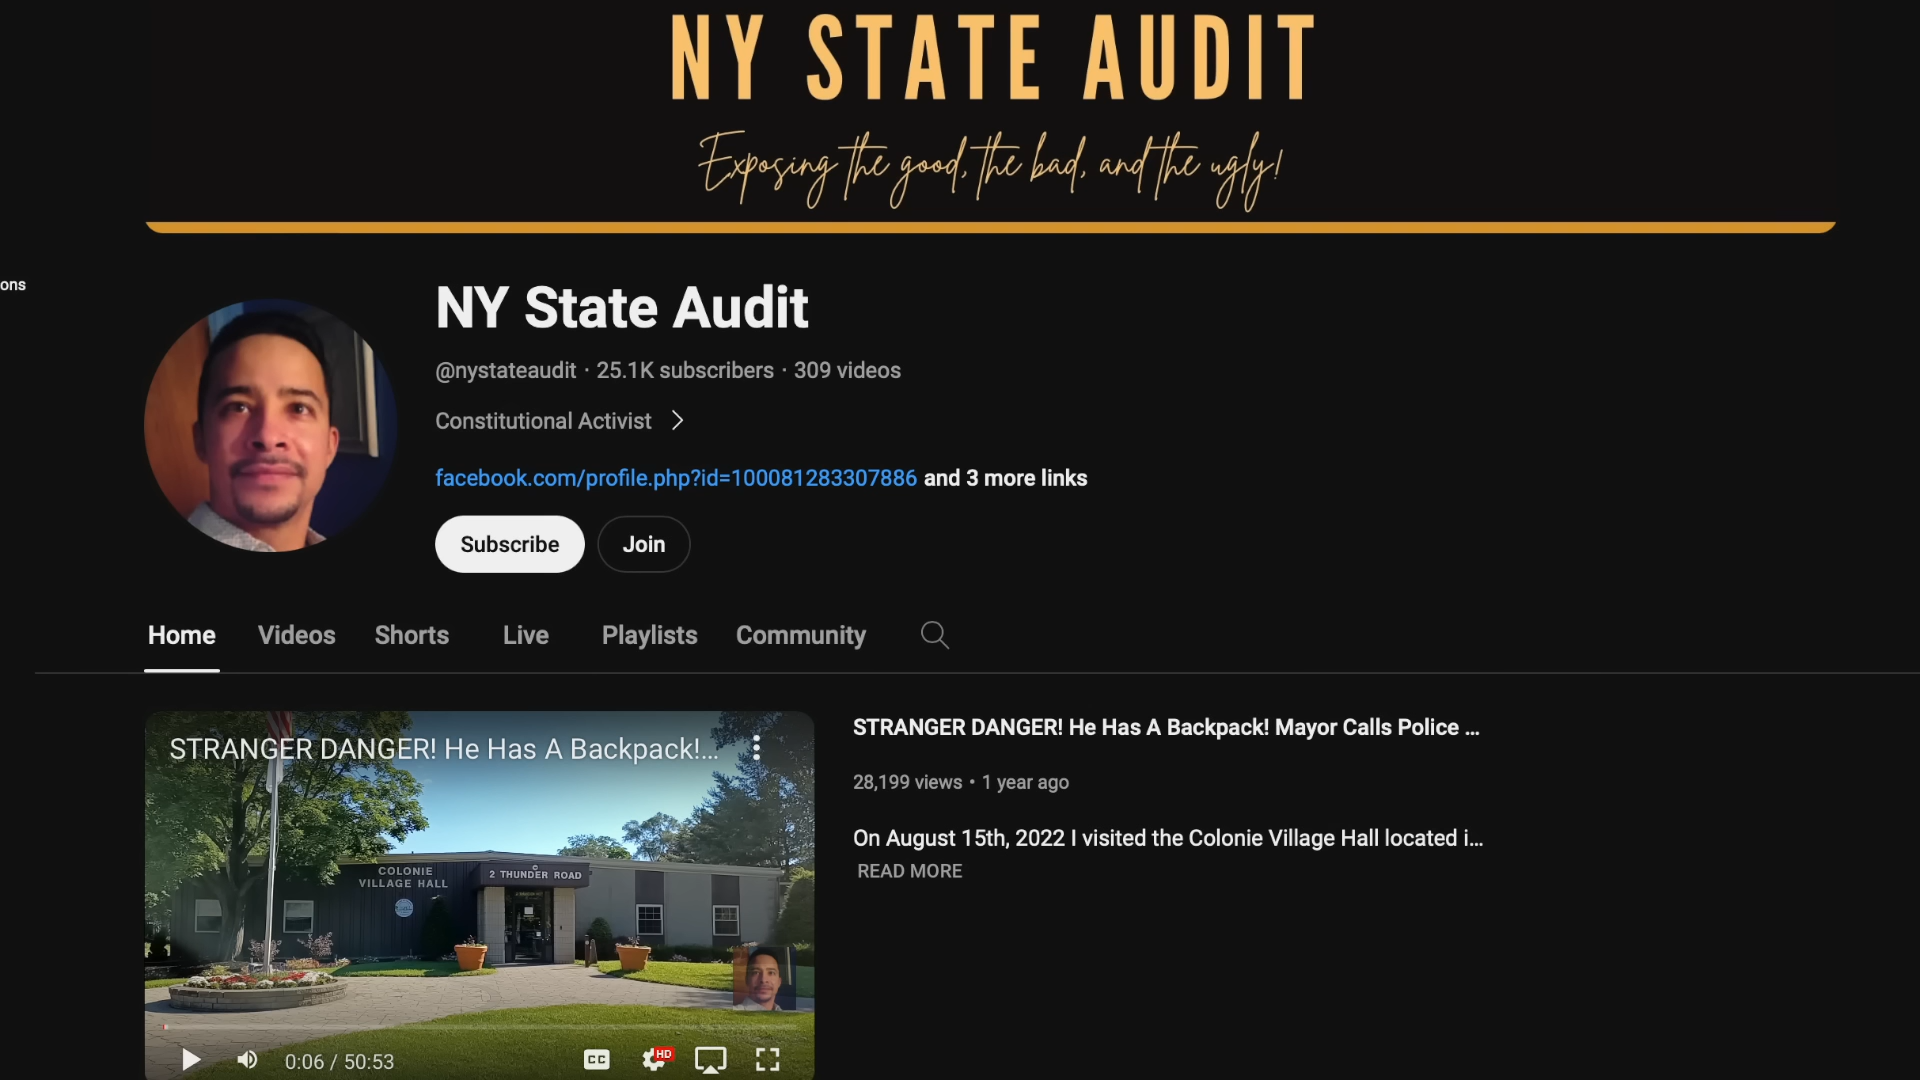 NY STATE AUDIT
Exposing the good, the bad, and the ugly!
ons
NY State Audit
@nystateaudit · 25.1K subscribers · 309 videos
Constitutional Activist
facebook.com/profile.php?id=100081283307886 and 3 more links
Subscribe
Join
Home Videos Shorts Live Playlists Community
STRANGER DANGER! He Has A Backpack!...
STRANGER DANGER! He Has A Backpack! Mayor Calls Police ...
28,199 views • 1 year ago
On August 15th, 2022 I visited the Colonie Village Hall located i...
READ MORE
COLONIE
VILLAGE HALL
2 THUNDER ROAD
0:06 / 50:53
CC
HD